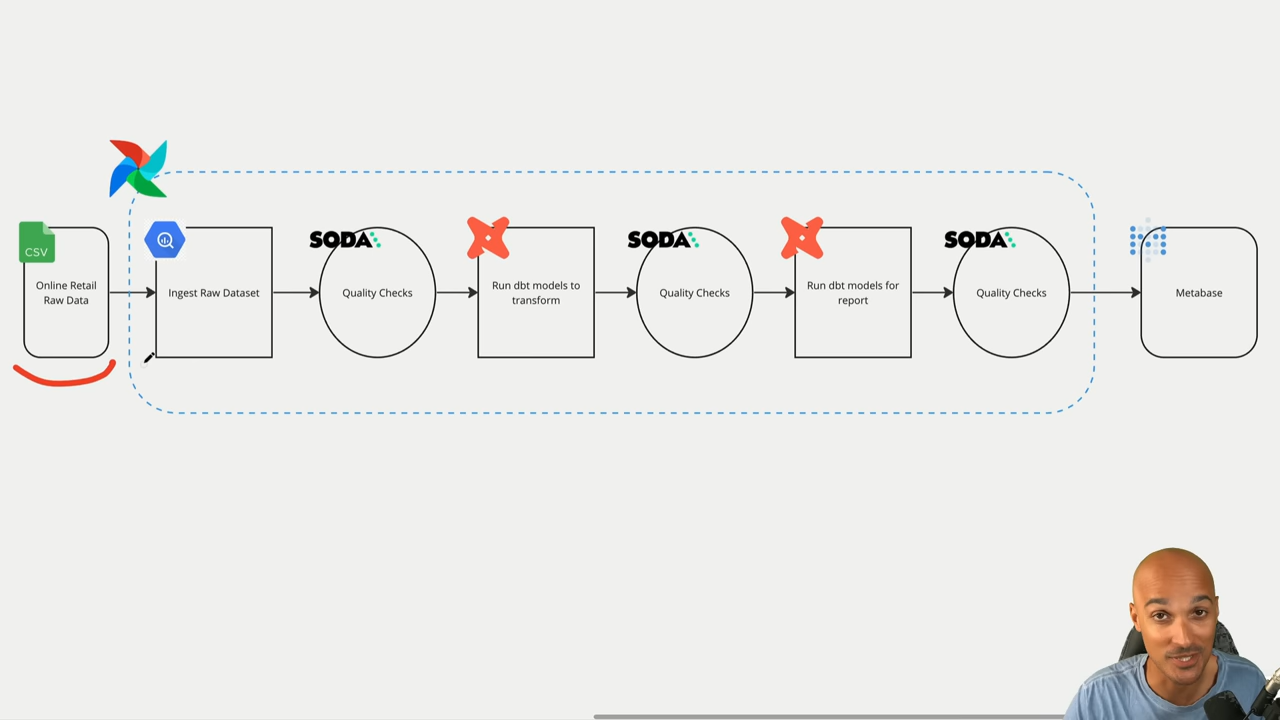 CSV
Online Retail
Raw Data
Ingest Raw Dataset
SODA
Quality Checks
Run dbt models to
transform
SODA
Quality Checks
Run dbt models for
report
SODA
Quality Checks
Metabase